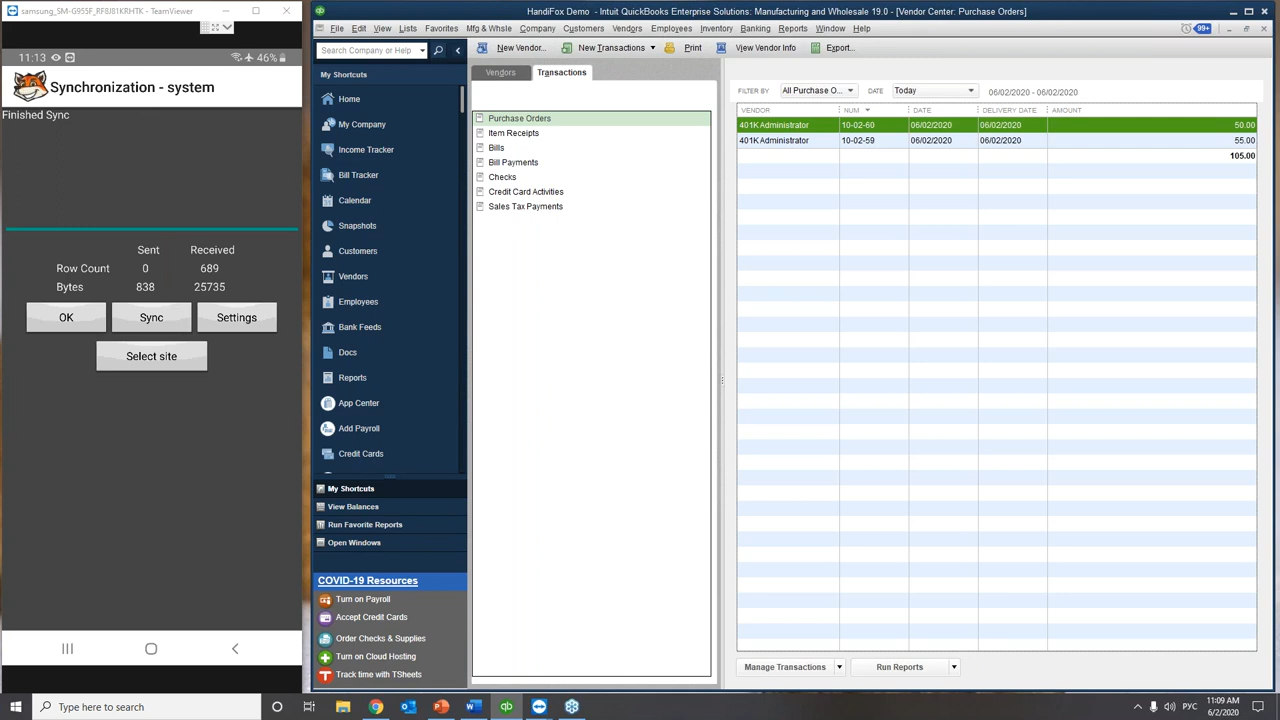 samsung_SM-G955F_RF8J81KRHTK - TeamViewer
11:13
46%
Synchronization - system
Finished Sync
Sent Received
Row Count 0 689
Bytes 838 25735
OK Sync Settings
Select site
HandiFox Demo - Intuit QuickBooks Enterprise Solutions: Manufacturing and Wholesale 19.0 - [Vendor Center: Purchase Orders]
File Edit View Lists Favorites Mfg & Whsle Company Customers Vendors Employees Inventory Banking Reports Window Help
99+
Search Company or Help
New Vendor... New Transactions Print View Vendor Info Export...
My Shortcuts
Home
My Company
Income Tracker
Bill Tracker
Calendar
Snapshots
Customers
Vendors
Employees
Bank Feeds
Docs
Reports
App Center
Add Payroll
Credit Cards
My Shortcuts
View Balances
Run Favorite Reports
Open Windows
COVID-19 Resources
Turn on Payroll
Accept Credit Cards
Order Checks & Supplies
Turn on Cloud Hosting
Track time with TSheets
Vendors Transactions
Purchase Orders
Item Receipts
Bills
Bill Payments
Checks
Credit Card Activities
Sales Tax Payments
FILTER BY All Purchase O... DATE Today 06/02/2020 - 06/02/2020
VENDOR NUM DATE DELIVERY DATE AMOUNT
401K Administrator 10-02-60 06/02/2020 06/02/2020 50.00
401K Administrator 10-02-59 06/02/2020 06/02/2020 55.00
105.00
Manage Transactions Run Reports
Type here to search
РУС
11:09 AM
6/2/2020